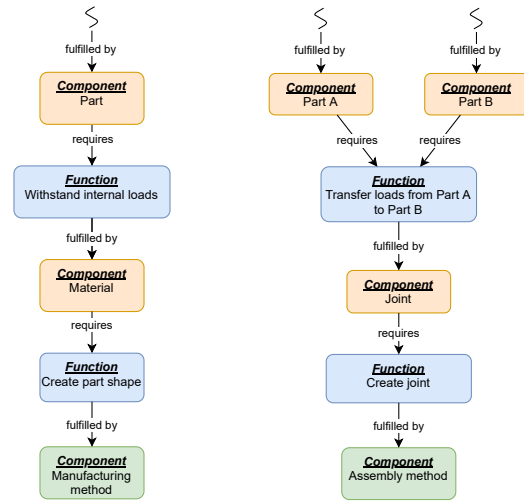 fulfilled by
Component
Part
requires
Function
Withstand internal loads
fulfilled by
Component
Material
requires
Function
Create part shape
fulfilled by
Component
Manufacturing
method
fulfilled by
fulfilled by
Component
Part A
Component
Part B
requires
requires
Function
Transfer loads from Part A
to Part B
fulfilled by
Component
Joint
requires
Function
Create joint
fulfilled by
Component
Assembly method